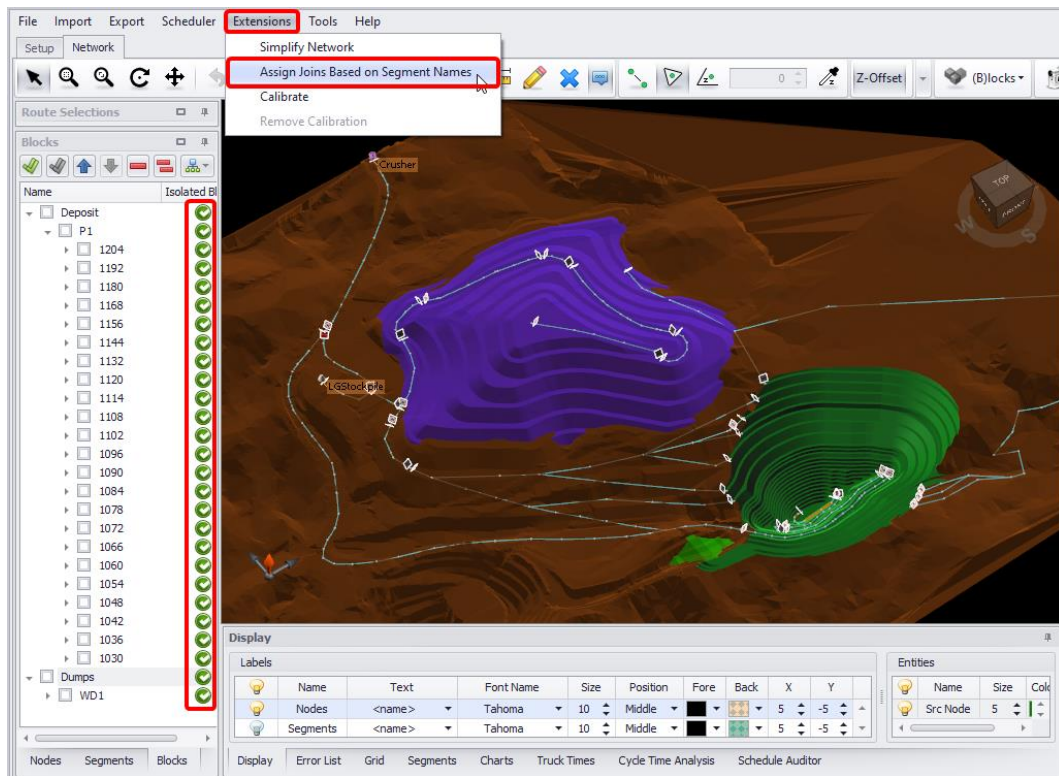 File Import Export Scheduler Extensions Tools Help
Setup Network
Simplify Network
Assign Joins Based on Segment Names
Calibrate
Remove Calibration
0 Z-Offset (B)locks
Route Selections
Blocks
Name Isolated Bl
Deposit
P1
1204
1192
1180
1168
1156
1144
1132
1120
1114
1108
1102
1096
1090
1084
1078
1072
1066
1060
1054
1048
1042
1036
1030
Dumps
WD1
Nodes Segments Blocks
Crusher
LGStockpile
TOP
FRONT
W S
Display
Labels
Name Text Font Name Size Position Fore Back X Y
Nodes <name> Tahoma 10 Middle 5 -5
Segments <name> Tahoma 10 Middle 5 -5
Entities
Name Size Colo
Src Node 5
Display Error List Grid Segments Charts Truck Times Cycle Time Analysis Schedule Auditor